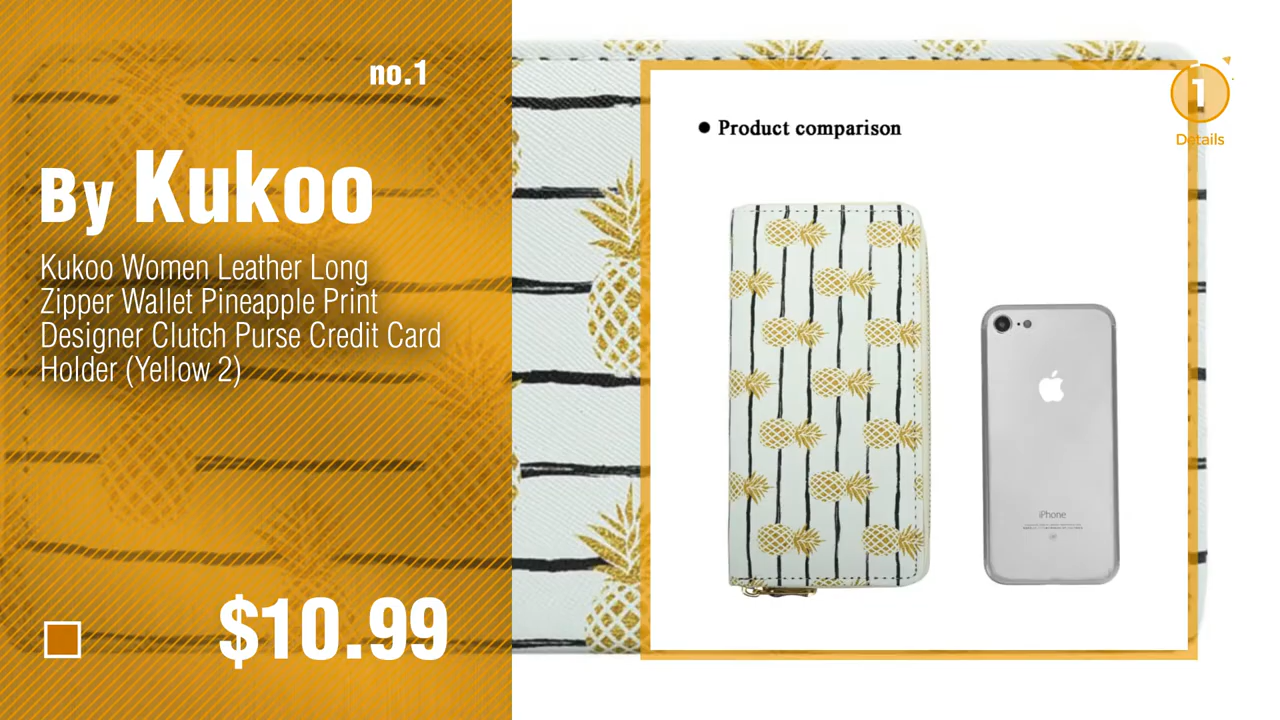 no.1
By Kukoo
Kukoo Women Leather Long
Zipper Wallet Pineapple Print
Designer Clutch Purse Credit Card
Holder (Yellow 2)
$10.99
● Product comparison
1
Details
iPhone